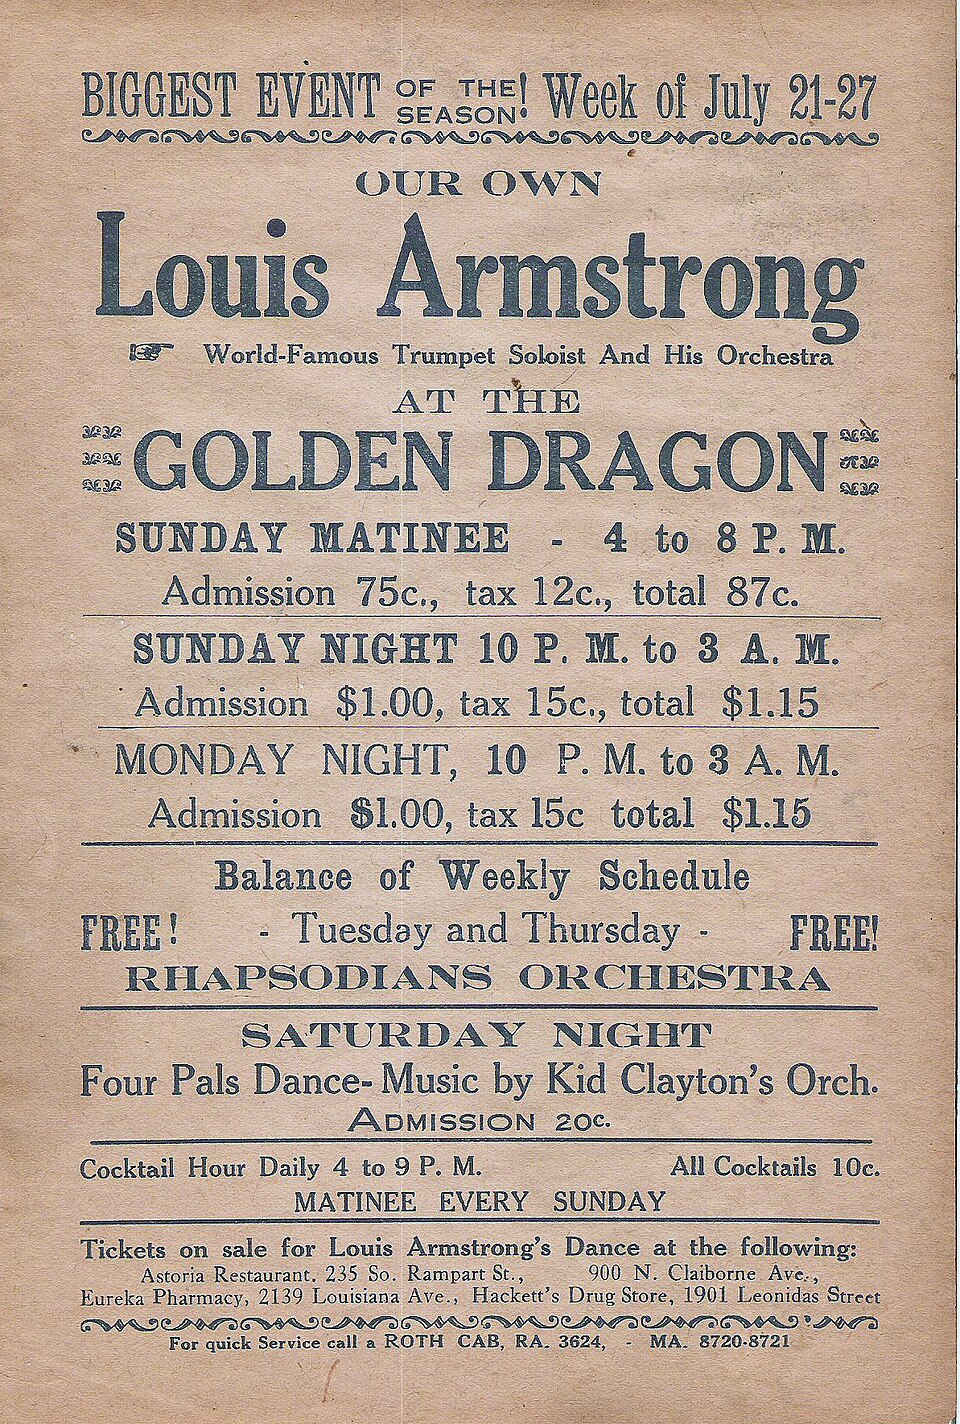 BIGGEST EVENT OF THE SEASON! Week of July 21-27
OUR OWN
Louis Armstrong
World-Famous Trumpet Soloist And His Orchestra
AT THE
GOLDEN DRAGON
SUNDAY MATINEE - 4 to 8 P. M.
Admission 75c., tax 12c., total 87c.
SUNDAY NIGHT 10 P. M. to 3 A. M.
Admission $1.00, tax 15c., total $1.15
MONDAY NIGHT, 10 P. M. to 3 A. M.
Admission $1.00, tax 15c total $1.15
Balance of Weekly Schedule
FREE! - Tuesday and Thursday - FREE!
RHAPSODIANS ORCHESTRA
SATURDAY NIGHT
Four Pals Dance- Music by Kid Clayton's Orch.
ADMISSION 20c.
Cocktail Hour Daily 4 to 9 P. M. All Cocktails 10c.
MATINEE EVERY SUNDAY
Tickets on sale for Louis Armstrong's Dance at the following:
Astoria Restaurant. 235 So. Rampart St., 900 N. Claiborne Ave.,
Eureka Pharmacy, 2139 Louisiana Ave., Hackett's Drug Store, 1901 Leonidas Street
For quick Service call a ROTH CAB, RA. 3624, - MA. 8720-8721